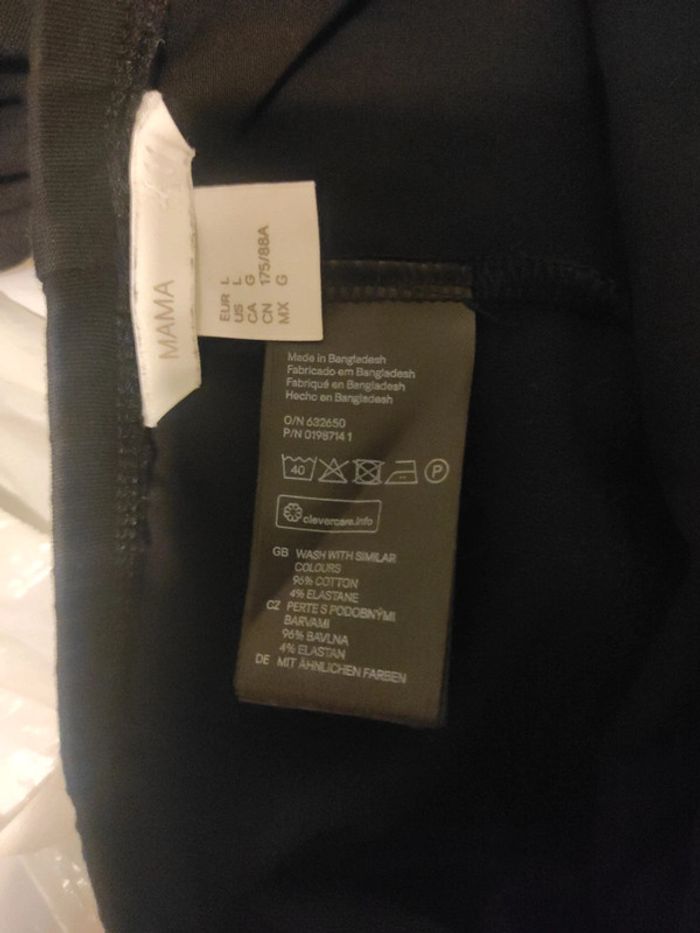 MAMA
EUR L
US L
CA G
CN 175/88A
MX G
Made in Bangladesh
Fabricado em Bangladesh
Fabriqué en Bangladesh
Hecho en Bangladesh
O/N 632650
P/N 0198714 1
40
P
clevercare.info
GB WASH WITH SIMILAR
COLOURS
96% COTTON
4% ELASTANE
CZ PERTE S PODOBNÝMI
BARVAMI
96% BAVLNA
4% ELASTAN
DE MIT ÄHNLICHEN FARBEN